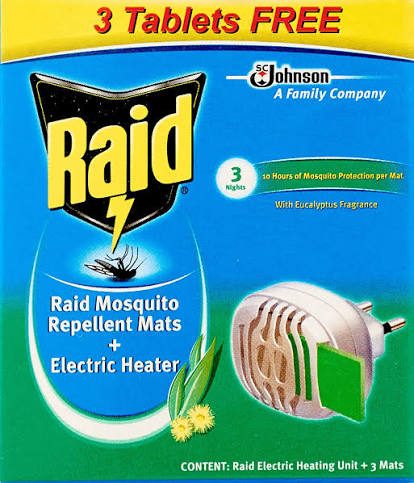 3 Tablets FREE
SC Johnson
A Family Company
Raid®
3
Nights
10 Hours of Mosquito Protection per Mat
With Eucalyptus Fragrance
Raid Mosquito
Repellent Mats
+
Electric Heater
CONTENT: Raid Electric Heating Unit + 3 Mats